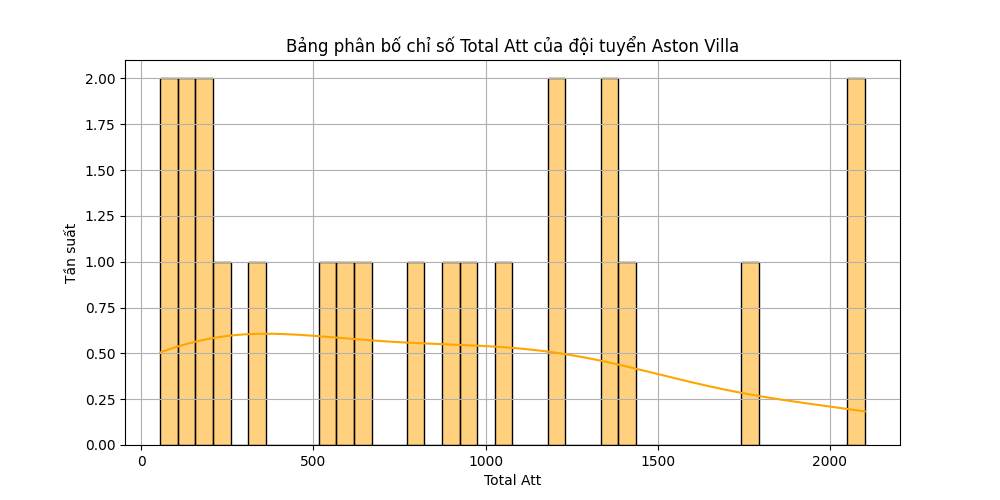 Bảng phân bố chỉ số Total Att của đội tuyển Aston Villa
2.00
1.75
1.50
1.25
1.00
0.75
0.50
0.25
0.00
Tần suất
0 500 1000 1500 2000
Total Att